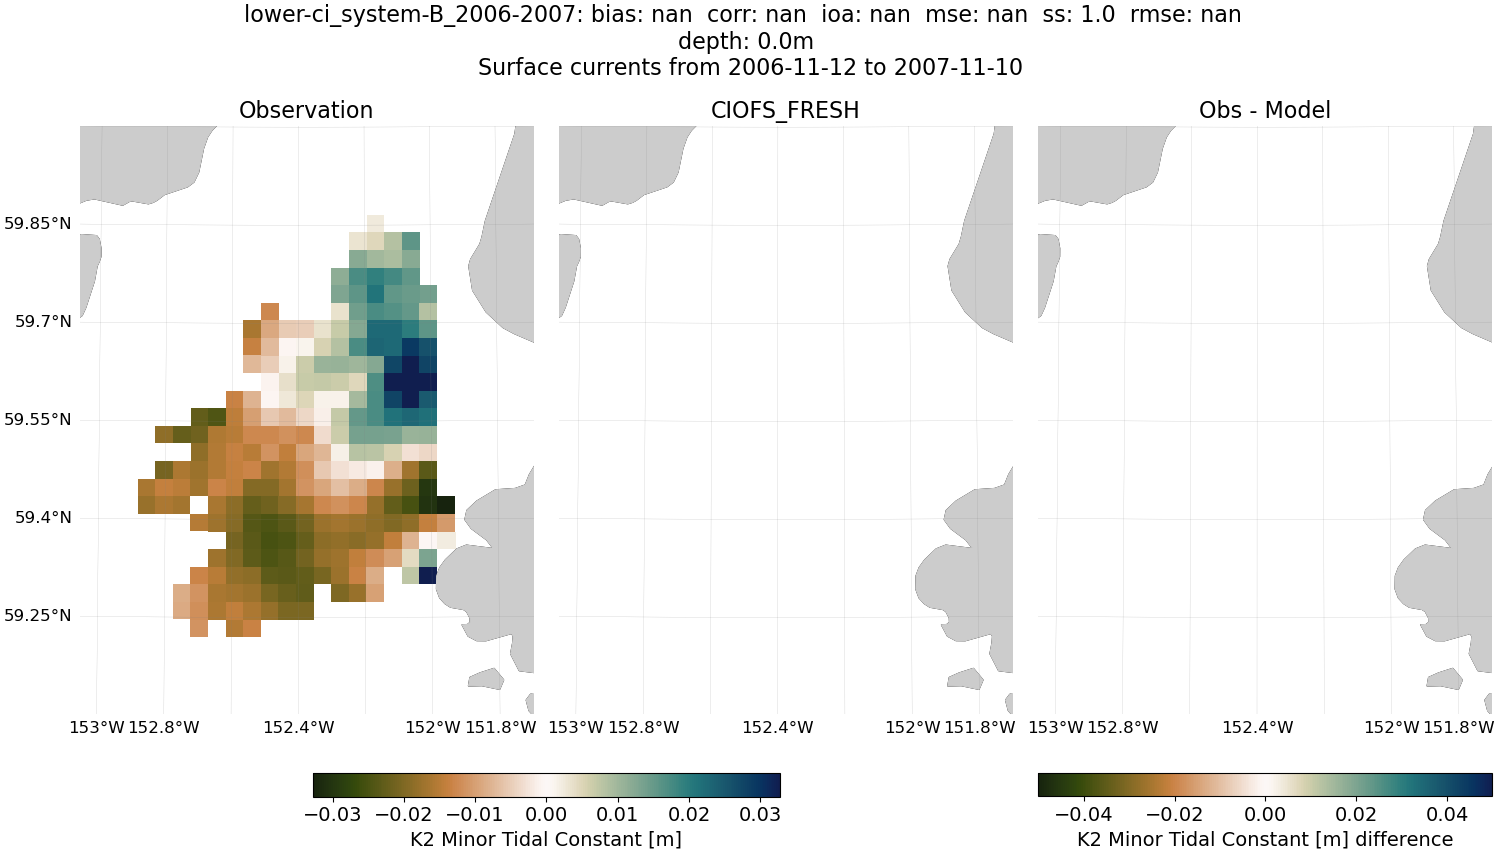 lower-ci_system-B_2006-2007: bias: nan  corr: nan  ioa: nan  mse: nan  ss: 1.0  rmse: nan
depth: 0.0m
Surface currents from 2006-11-12 to 2007-11-10
Observation
CIOFS_FRESH
Obs - Model
59.85°N
59.7°N
59.55°N
59.4°N
59.25°N
153°W 152.8°W 152.4°W 152°W 151.8°W
153°W 152.8°W 152.4°W 152°W 151.8°W
153°W 152.8°W 152.4°W 152°W 151.8°W
−0.03 −0.02 −0.01 0.00 0.01 0.02 0.03
K2 Minor Tidal Constant [m]
−0.04 −0.02 0.00 0.02 0.04
K2 Minor Tidal Constant [m] difference